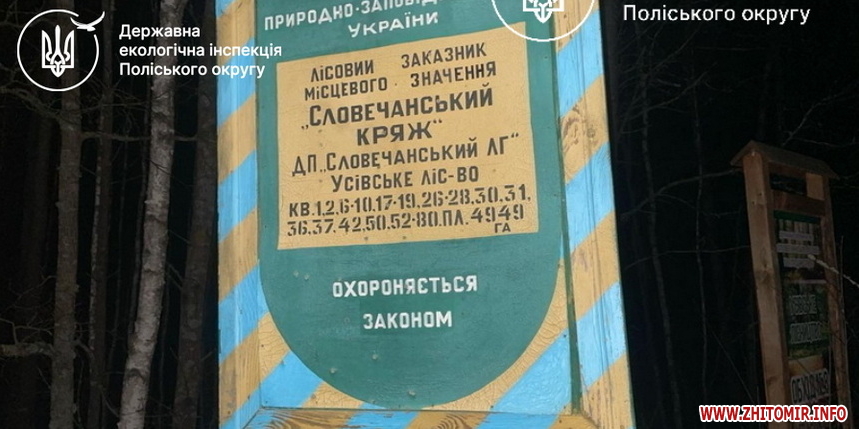 Державна
екологічна інспекція
Поліського округу
Поліського округу
ПРИРОДНО-ЗАПОВІД
УКРАЇНИ
ЛІСОВИЙ ЗАКАЗНИК
МІСЦЕВОГО ЗНАЧЕННЯ
„СЛОВЕЧАНСЬКИЙ
КРЯЖ“
ДП„СЛОВЕЧАНСЬКИЙ ЛГ“
УСІВСЬКЕ ЛІС-ВО
КВ.1,2,6-10,17-19,26-28,30,31,
36,37,42,50,52-80.ПЛ.4949
ГА
ОХОРОНЯЄТЬСЯ
ЗАКОНОМ
WWW.ZHITOMIR.INFO